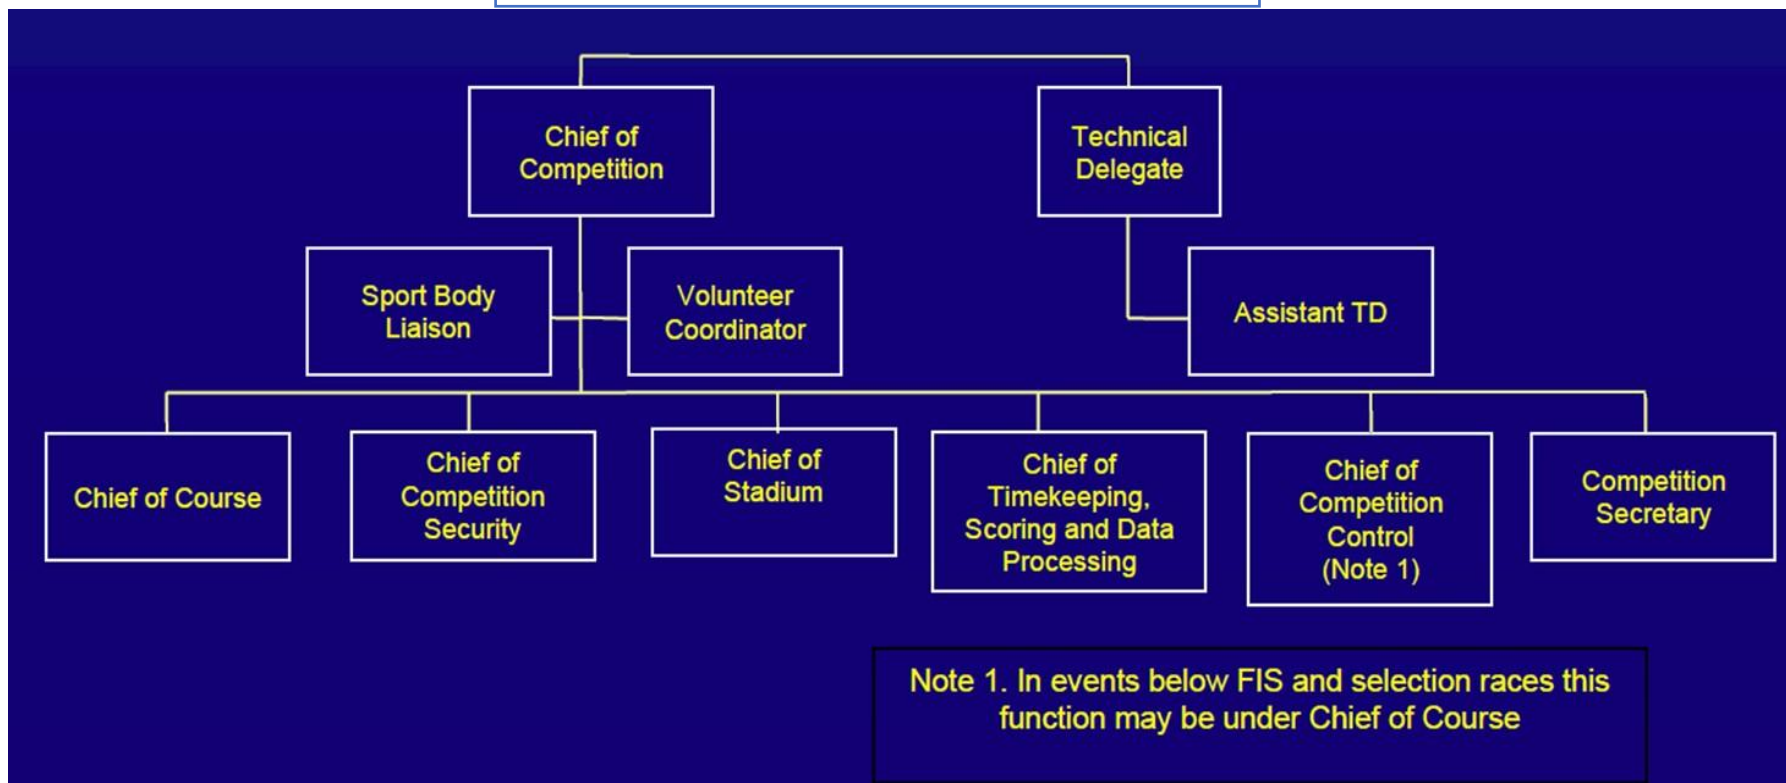 Chief of
Competition
Technical
Delegate
Sport Body
Liaison
Volunteer
Coordinator
Assistant TD
Chief of Course
Chief of
Competition
Security
Chief of
Stadium
Chief of
Timekeeping,
Scoring and Data
Processing
Chief of
Competition
Control
(Note 1)
Competition
Secretary
Note 1. In events below FIS and selection races this
function may be under Chief of Course